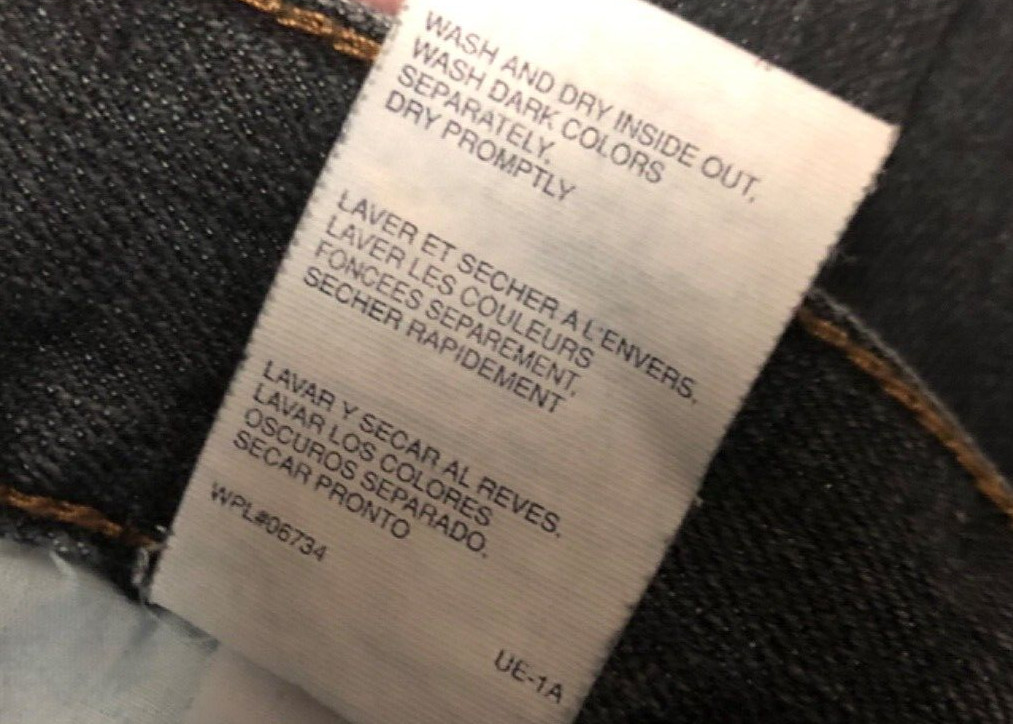 WASH AND DRY INSIDE OUT,
WASH DARK COLORS
SEPARATELY.
DRY PROMPTLY
LAVER ET SECHER A L'ENVERS.
LAVER LES COULEURS
FONCEES SEPAREMENT.
SECHER RAPIDEMENT
LAVAR Y SECAR AL REVES.
LAVAR LOS COLORES
OSCUROS SEPARADO.
SECAR PRONTO
WPL#06734
UE-1A